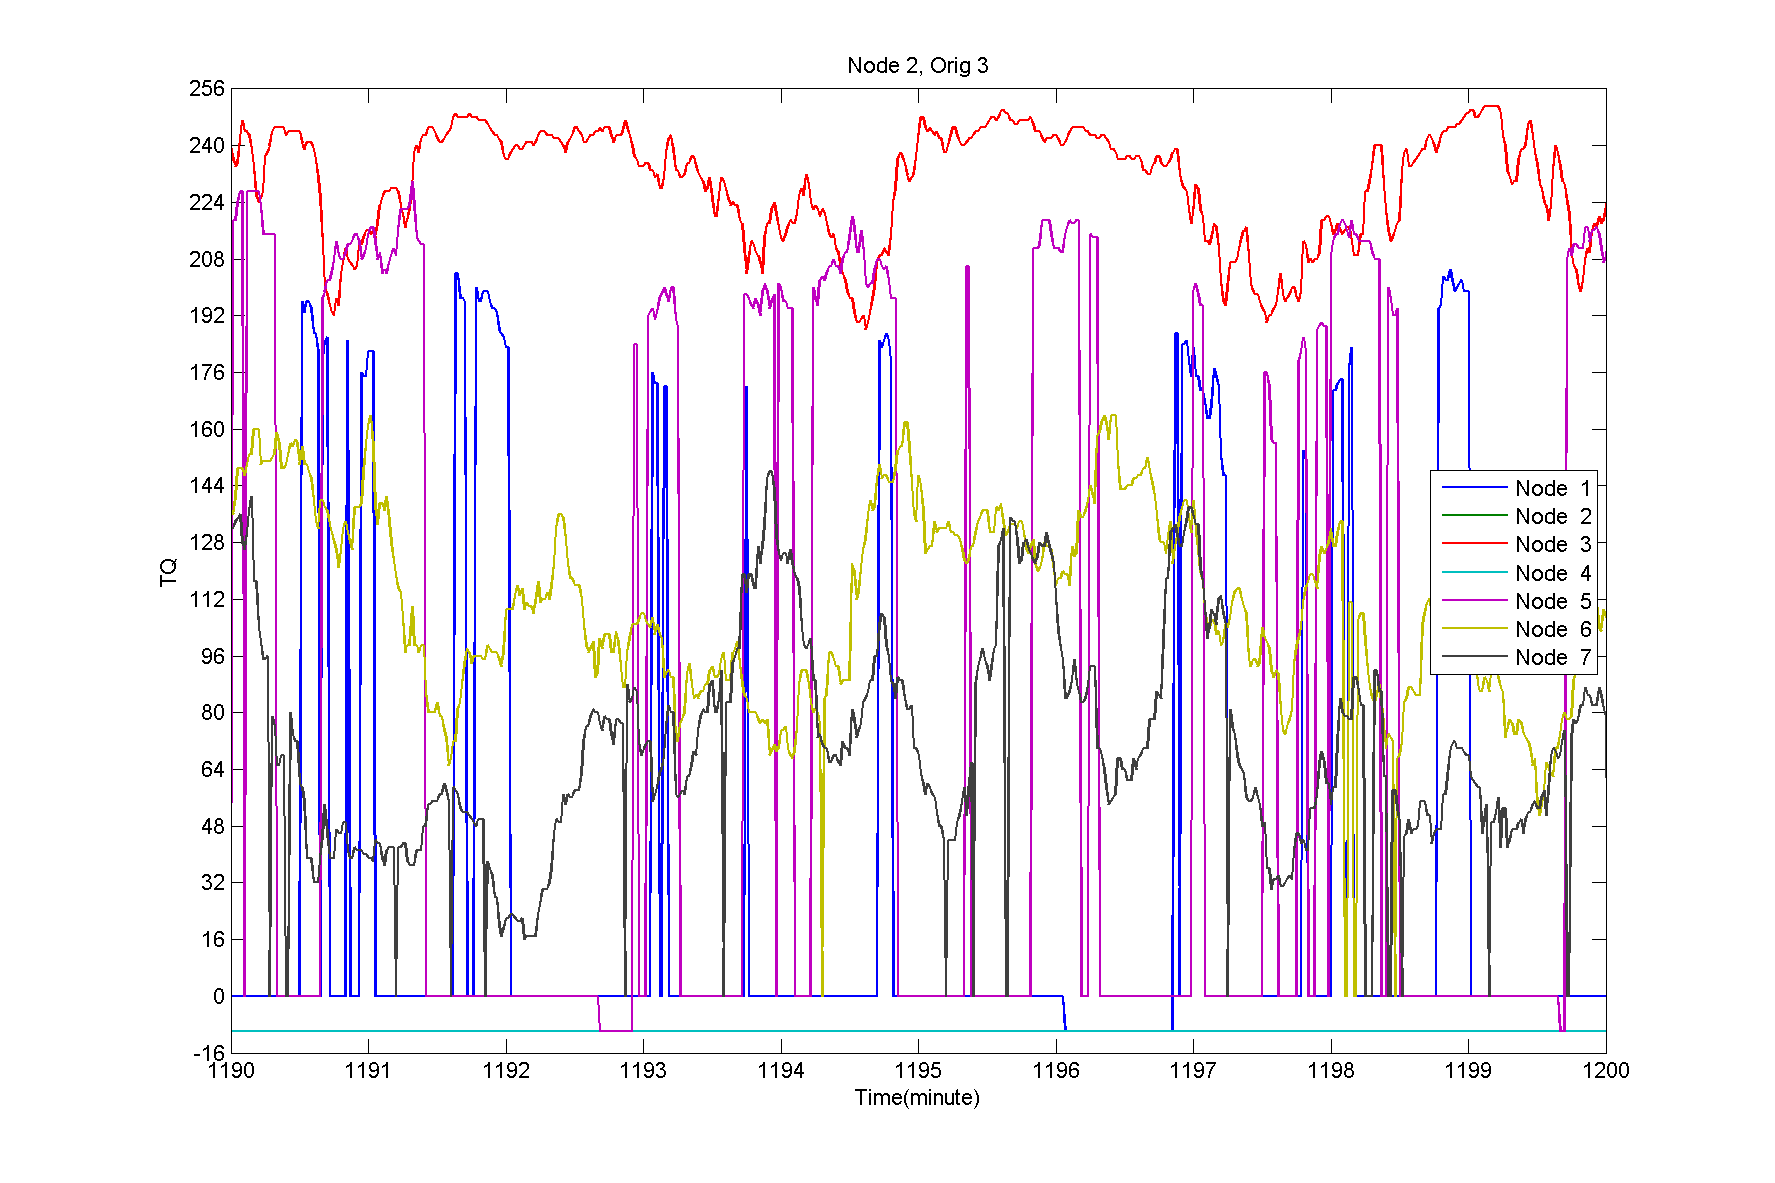 Node 2, Orig 3
256
240
224
208
192
176
160
144
128
112
96
80
64
48
32
16
0
-16
TQ
1190 1191 1192 1193 1194 1195 1196 1197 1198 1199 1200
Time(minute)
Node 1
Node 2
Node 3
Node 4
Node 5
Node 6
Node 7